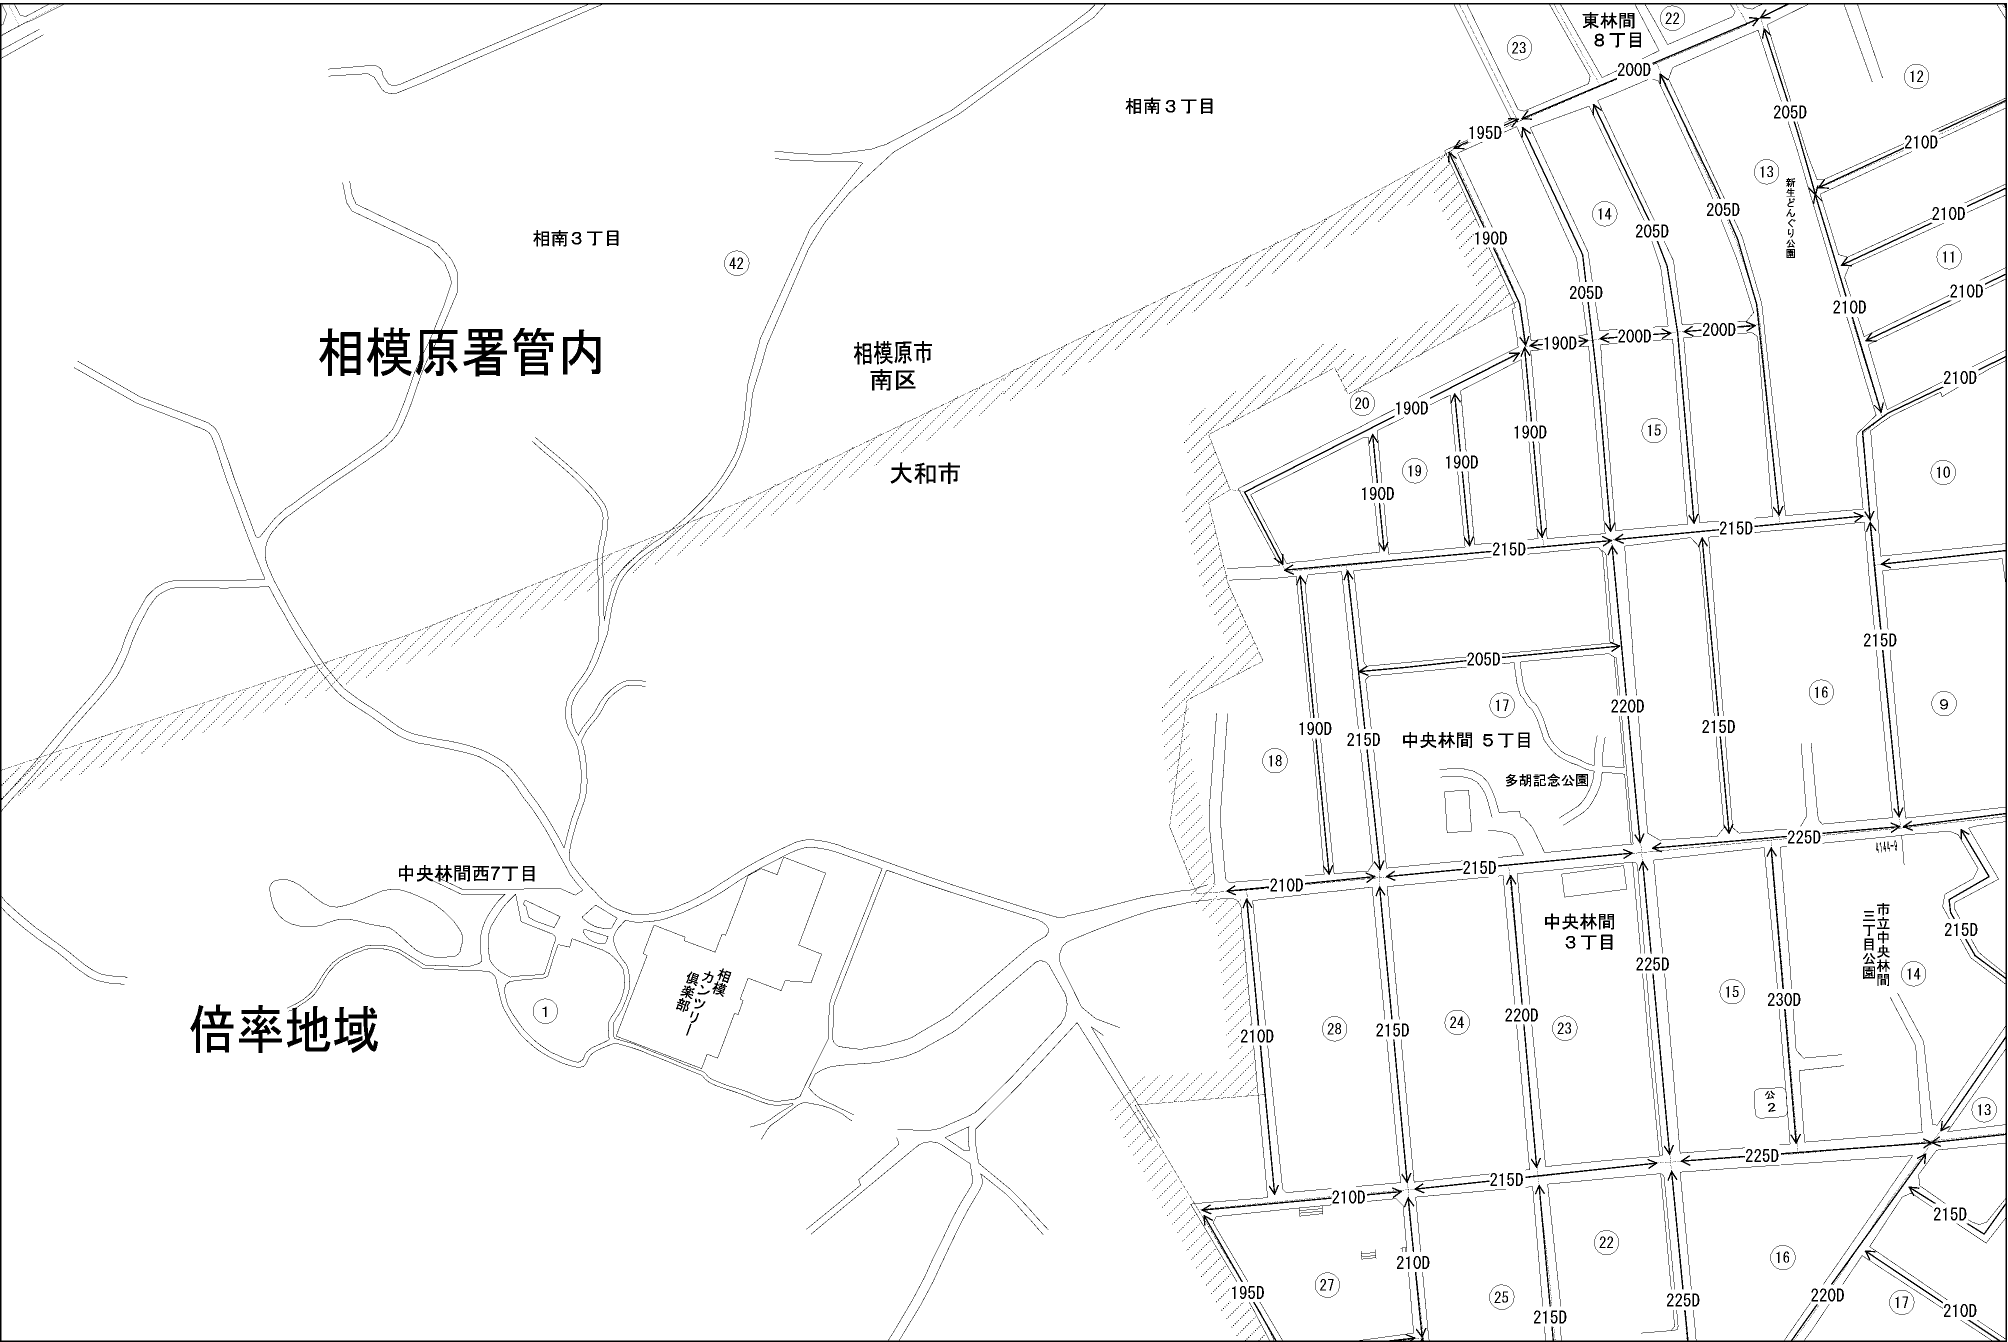 東林間
８丁目
22
23
200D
12
相南３丁目
205D
195D
210D
13
新生どんぐり公園
14
205D
205D
210D
相南３丁目
42
190D
11
205D
210D
210D
相模原署管内
相模原市
南区
190D
200D
200D
210D
20
190D
190D
15
大和市
19
190D
190D
10
215D
215D
215D
205D
16
9
17
220D
190D
215D
215D
中央林間 ５丁目
18
多胡記念公園
225D
4144-9
215D
中央林間西7丁目
210D
中央林間
３丁目
市立中央林間
三丁目公園
215D
225D
14
相模
カンツリー
倶楽部
15
230D
倍率地域
1
210D
28
215D
24
220D
23
公
2
13
225D
215D
210D
215D
22
16
210D
27
195D
25
215D
225D
220D
17
210D